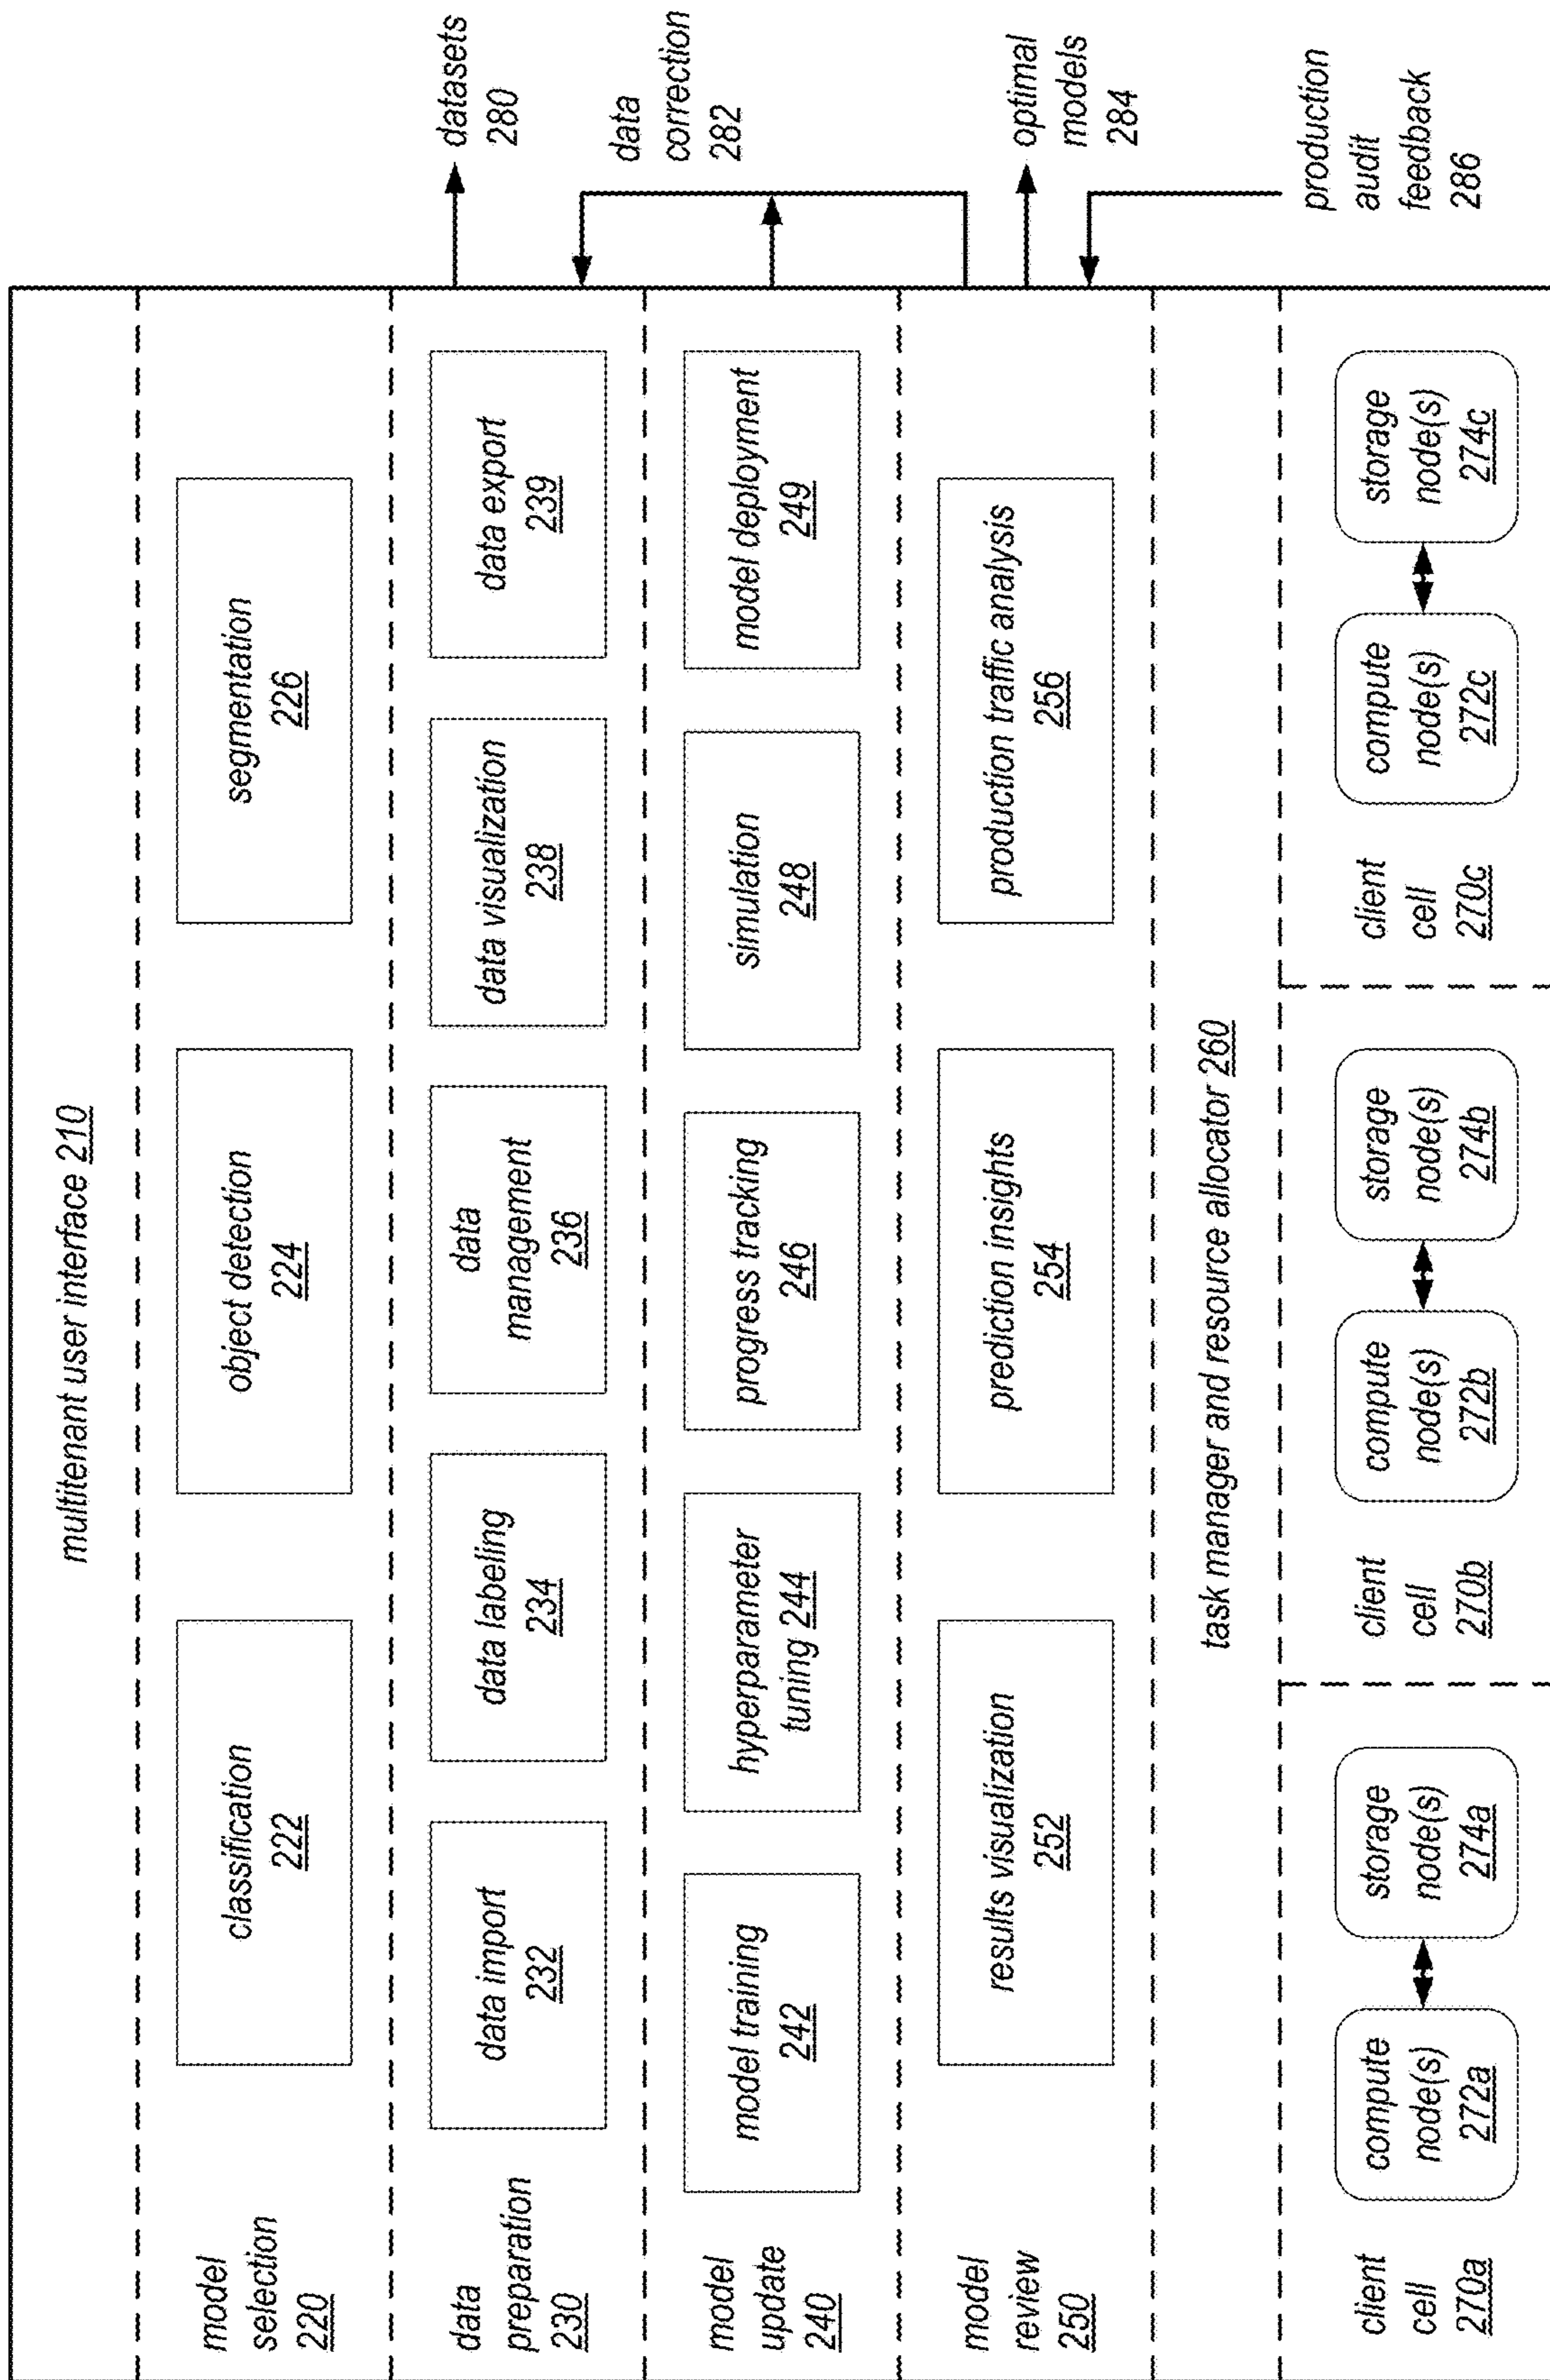 multitenant user interface 210
model
selection
220
classification
222
object detection
224
segmentation
226
data
preparation
230
data import
232
data labeling
234
data
management
236
data visualization
238
data export
239
datasets
280
data
correction
282
model
update
240
model training
242
hyperparameter
tuning 244
progress tracking
246
simulation
248
model deployment
249
model
review
250
results visualization
252
prediction insights
254
production traffic analysis
256
optimal
models
284
production
audit
feedback
286
task manager and resource allocator 260
client
cell
270a
compute
node(s)
272a
storage
node(s)
274a
client
cell
270b
compute
node(s)
272b
storage
node(s)
274b
client
cell
270c
compute
node(s)
272c
storage
node(s)
274c